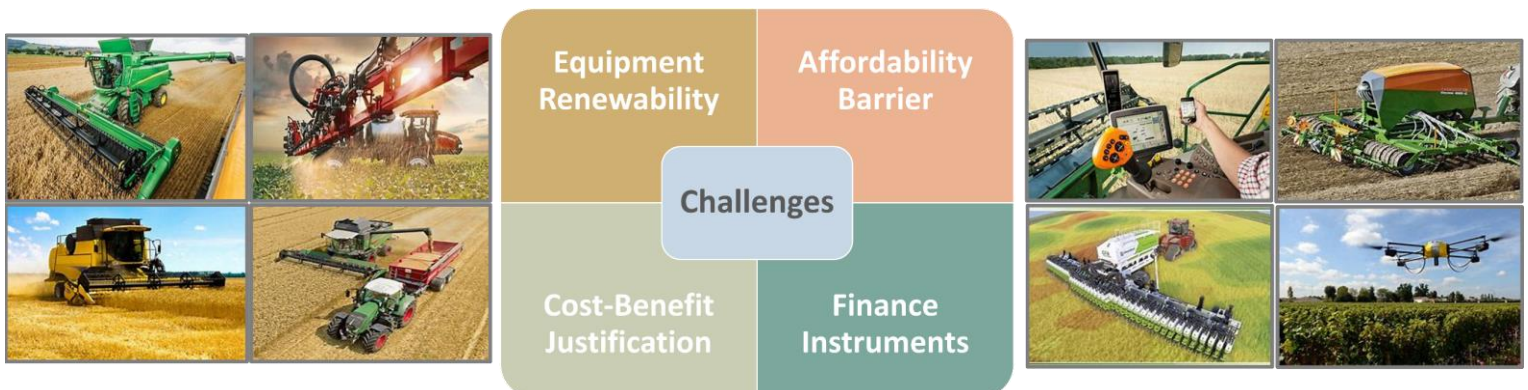 Equipment
Renewability
Affordability
Barrier
Challenges
Cost-Benefit
Justification
Finance
Instruments